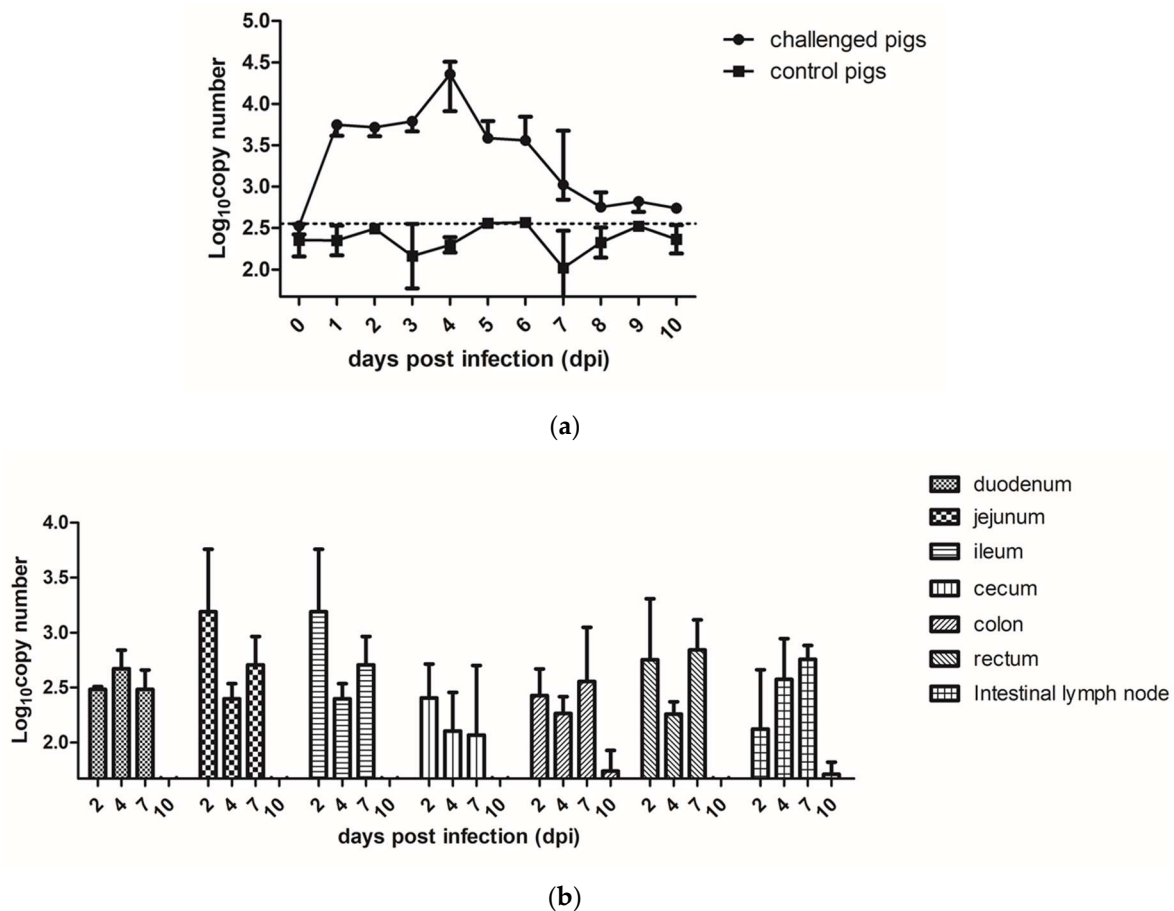 5.0
4.5
4.0
3.5
3.0
2.5
2.0
Log10copy number
challenged pigs
control pigs
0 1 2 3 4 5 6 7 8 9 10
days post infection (dpi)
(a)
4.0
3.5
3.0
2.5
2.0
Log10copy number
duodenum
jejunum
ileum
cecum
colon
rectum
Intestinal lymph node
2 4 7 10 2 4 7 10 2 4 7 10 2 4 7 10 2 4 7 10 2 4 7 10 2 4 7 10
days post infection (dpi)
(b)